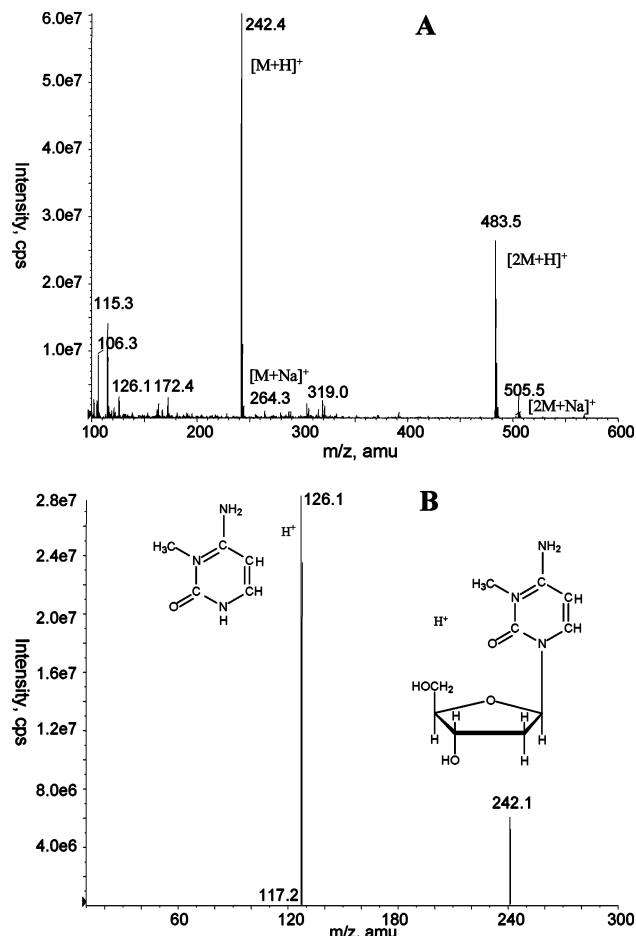 A
6.0e7
5.0e7
4.0e7
3.0e7
2.0e7
1.0e7
Intensity, cps
242.4
[M+H]⁺
483.5
[2M+H]⁺
115.3
106.3
126.1 172.4
[M+Na]⁺
264.3
319.0
505.5
[2M+Na]⁺
100 200 300 400 500 600
m/z, amu
B
2.8e7
2.4e7
2.0e7
1.6e7
1.2e7
8.0e6
4.0e6
Intensity, cps
126.1
H⁺
NH₂
H₃C
N
C
CH
C
CH
O
N
H
NH₂
H₃C
N
C
CH
H⁺
C
CH
O
N
HOCH₂
O
H
H
H
H
HO
H
242.1
117.2
60 120 180 240 300
m/z, amu